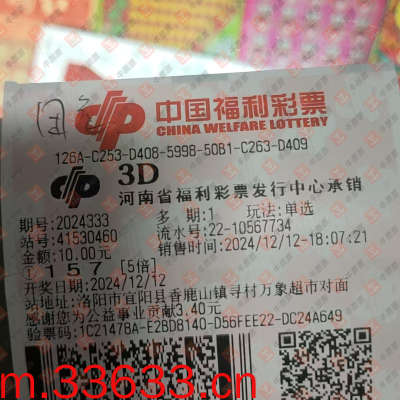 中国福利彩票
CHINA WELFARE LOTTERY
126A-C253-D408-5998-50B1-C263-D409
3D
河南省福利彩票发行中心承销
期号:2024333 多期:1 玩法:单选
站号:41530460 流水号:22-10567734
金额:10.00元 销售时间:2024/12/12-18:07:21
① 1 5 7 [5倍]
开奖日期:2024/12/12
站地址:洛阳市宜阳县香鹿山镇寻村万象超市对面
感谢您为公益事业贡献3.40元
验票码:1C2147BA-E2BD8140-D56FEE22-DC24A649
m.33633.cn